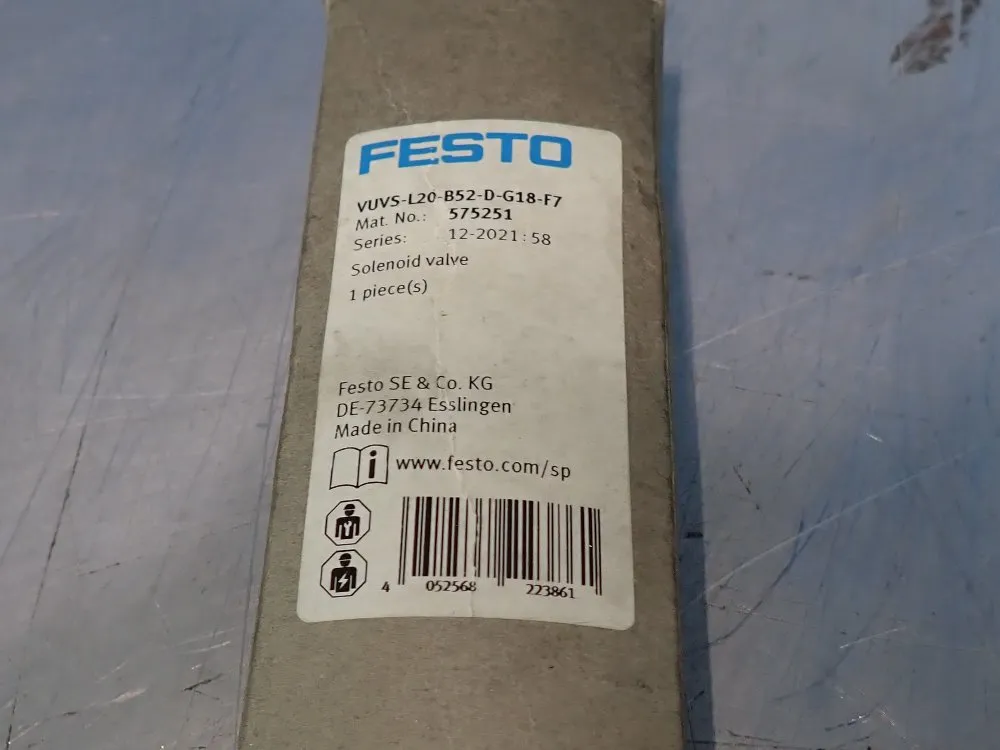 FESTO
VUVS-L20-B52-D-G18-F7
Mat. No.: 575251
Series: 12-2021:58
Solenoid valve
1 piece(s)
Festo SE & Co. KG
DE-73734 Esslingen
Made in China
i www.festo.com/sp
4 052568 223861